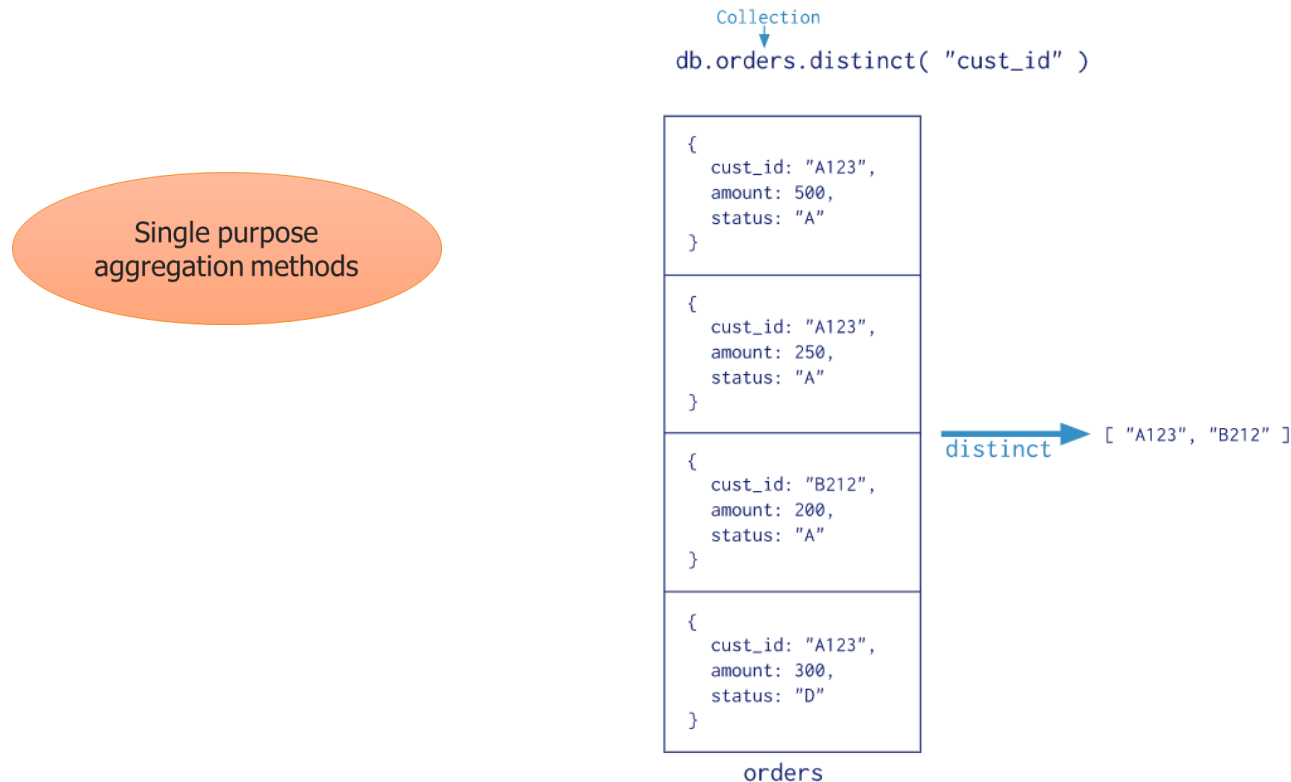 Collection
db.orders.distinct( "cust_id" )
Single purpose
aggregation methods
{
cust_id: "A123",
amount: 500,
status: "A"
}
{
cust_id: "A123",
amount: 250,
status: "A"
}
{
cust_id: "B212",
amount: 200,
status: "A"
}
{
cust_id: "A123",
amount: 300,
status: "D"
}
orders
distinct
[ "A123", "B212" ]